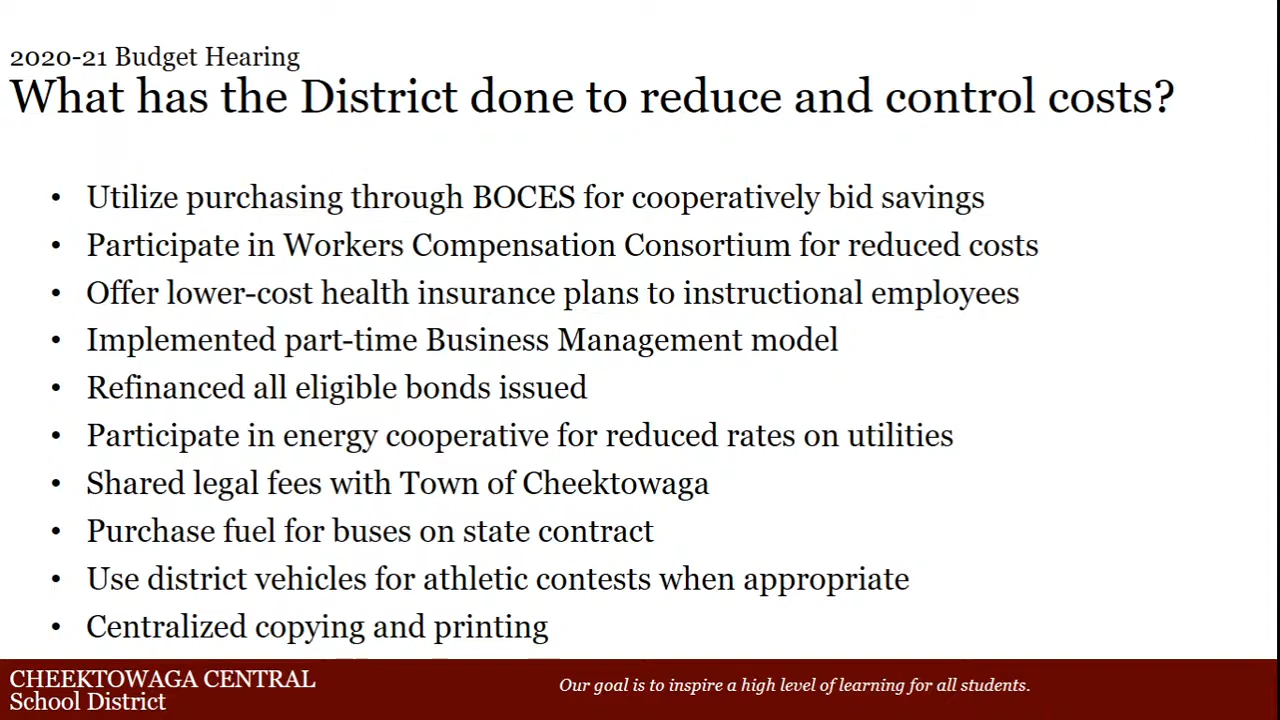 2020-21 Budget Hearing
What has the District done to reduce and control costs?
• Utilize purchasing through BOCES for cooperatively bid savings
• Participate in Workers Compensation Consortium for reduced costs
• Offer lower-cost health insurance plans to instructional employees
• Implemented part-time Business Management model
• Refinanced all eligible bonds issued
• Participate in energy cooperative for reduced rates on utilities
• Shared legal fees with Town of Cheektowaga
• Purchase fuel for buses on state contract
• Use district vehicles for athletic contests when appropriate
• Centralized copying and printing
CHEEKTOWAGA CENTRAL
School District
Our goal is to inspire a high level of learning for all students.